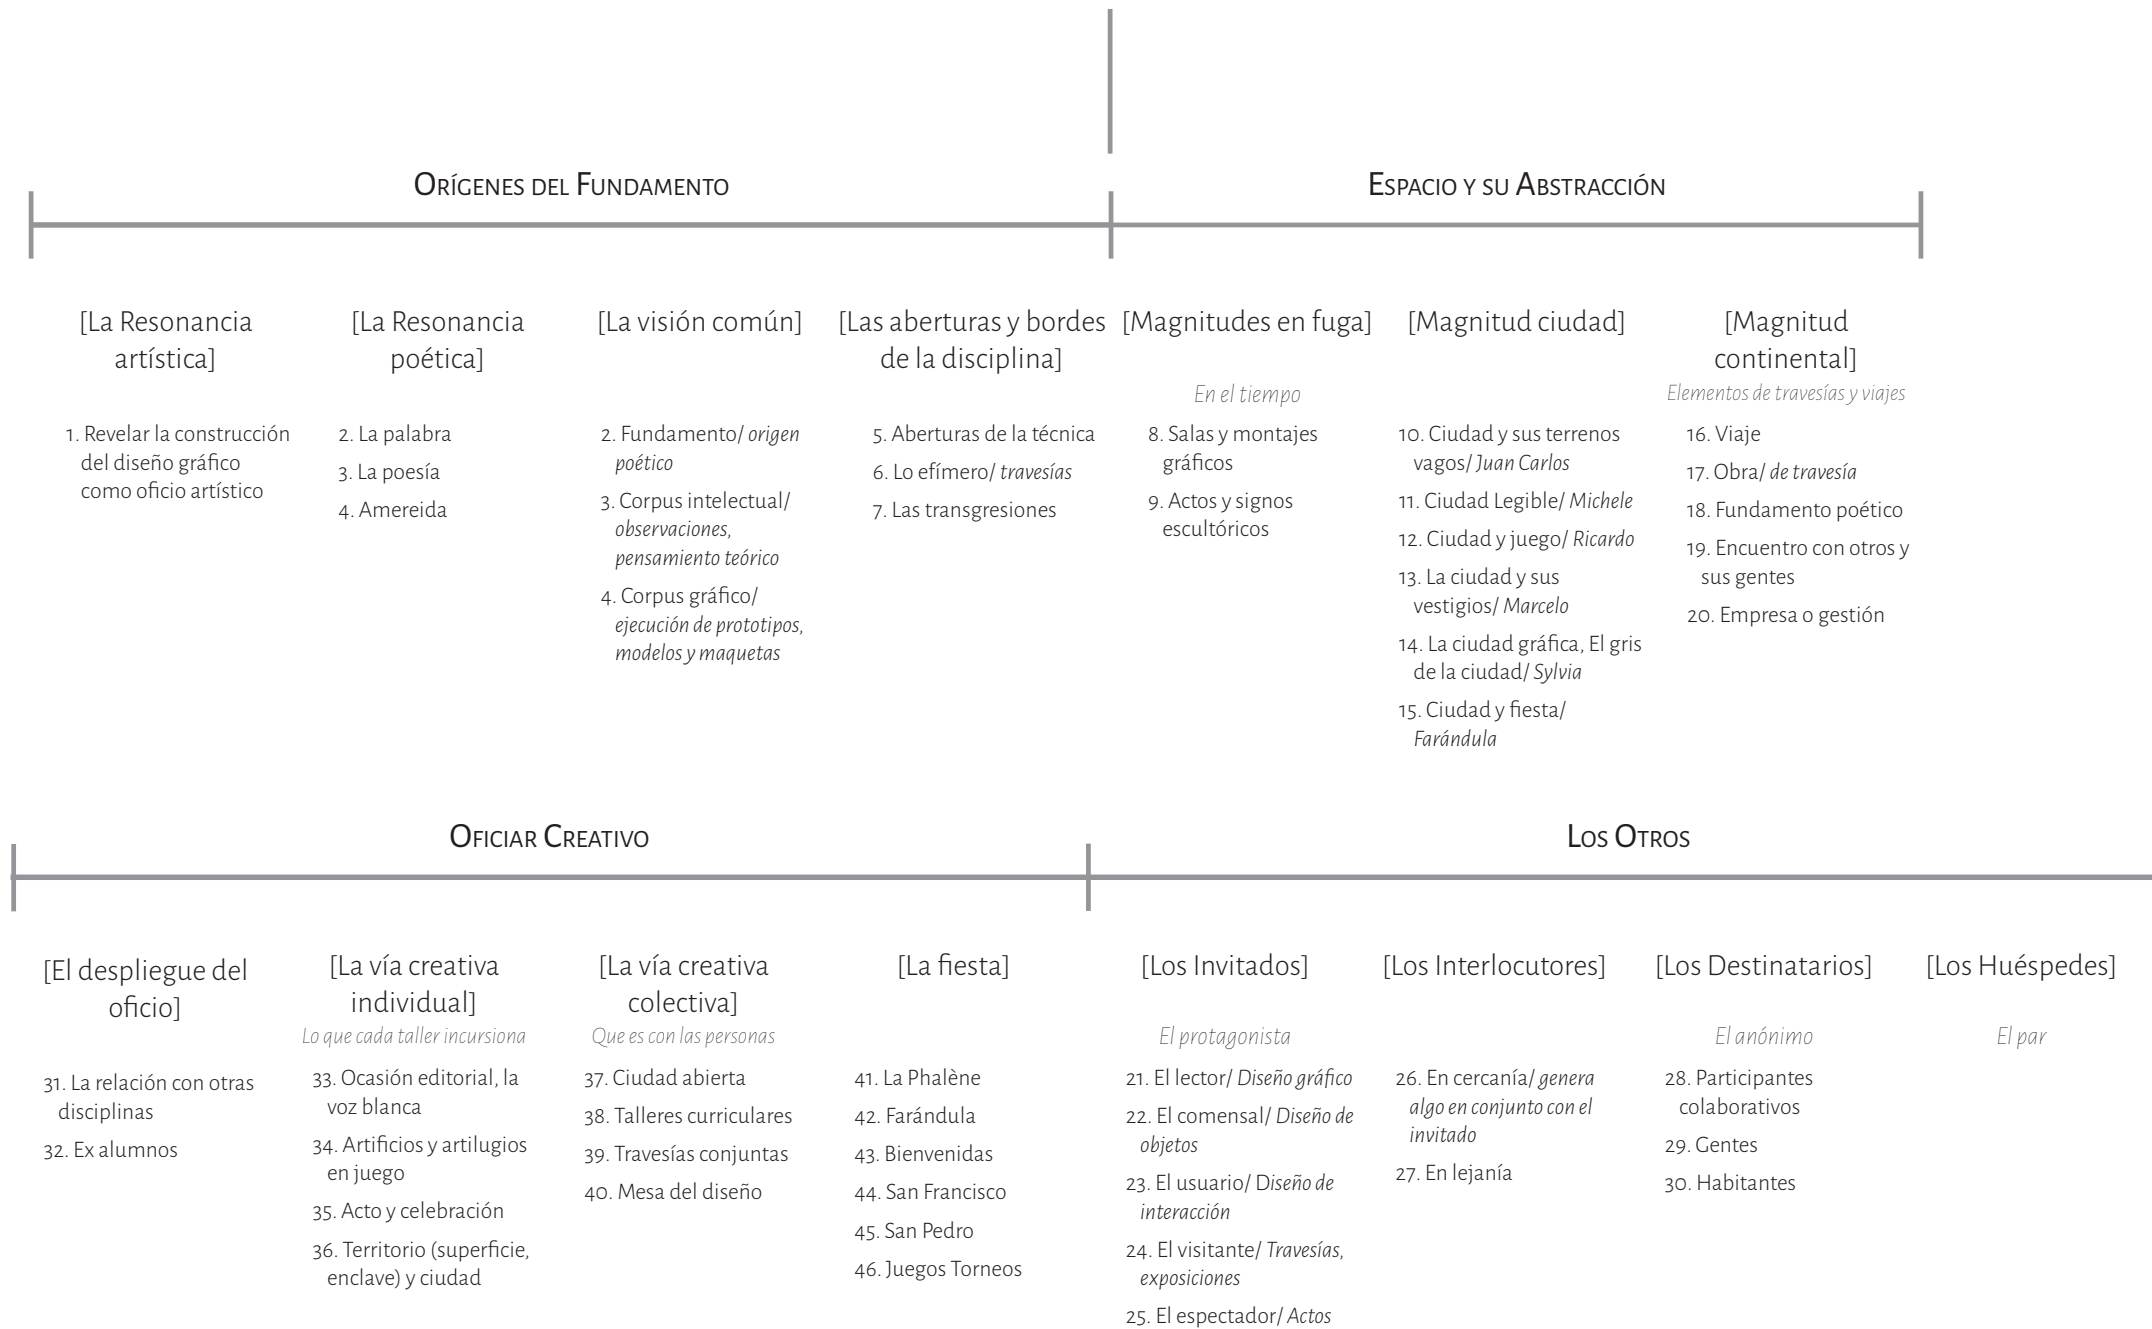 Orígenes del Fundamento
Espacio y su Abstracción
[La Resonancia
artística]
1. Revelar la construcción
del diseño gráfico
como oficio artístico
[La Resonancia
poética]
2. La palabra
3. La poesía
4. Amereida
[La visión común]
2. Fundamento/ origen
poético
3. Corpus intelectual/
observaciones,
pensamiento teórico
4. Corpus gráfico/
ejecución de prototipos,
modelos y maquetas
[Las aberturas y bordes
de la disciplina]
5. Aberturas de la técnica
6. Lo efímero/ travesías
7. Las transgresiones
[Magnitudes en fuga]
En el tiempo
8. Salas y montajes
gráficos
9. Actos y signos
escultóricos
[Magnitud ciudad]
10. Ciudad y sus terrenos
vagos/ Juan Carlos
11. Ciudad Legible/ Michele
12. Ciudad y juego/ Ricardo
13. La ciudad y sus
vestigios/ Marcelo
14. La ciudad gráfica, El gris
de la ciudad/ Sylvia
15. Ciudad y fiesta/
Farándula
[Magnitud
continental]
Elementos de travesías y viajes
16. Viaje
17. Obra/ de travesía
18. Fundamento poético
19. Encuentro con otros y
sus gentes
20. Empresa o gestión
Oficiar Creativo
Los Otros
[El despliegue del
oficio]
31. La relación con otras
disciplinas
32. Ex alumnos
[La vía creativa
individual]
Lo que cada taller incursiona
33. Ocasión editorial, la
voz blanca
34. Artificios y artilugios
en juego
35. Acto y celebración
36. Territorio (superficie,
enclave) y ciudad
[La vía creativa
colectiva]
Que es con las personas
37. Ciudad abierta
38. Talleres curriculares
39. Travesías conjuntas
40. Mesa del diseño
[La fiesta]
41. La Phalène
42. Farándula
43. Bienvenidas
44. San Francisco
45. San Pedro
46. Juegos Torneos
[Los Invitados]
El protagonista
21. El lector/ Diseño gráfico
22. El comensal/ Diseño de
objetos
23. El usuario/ Diseño de
interacción
24. El visitante/ Travesías,
exposiciones
25. El espectador/ Actos
[Los Interlocutores]
26. En cercanía/ genera
algo en conjunto con el
invitado
27. En lejanía
[Los Destinatarios]
El anónimo
28. Participantes
colaborativos
29. Gentes
30. Habitantes
[Los Huéspedes]
El par